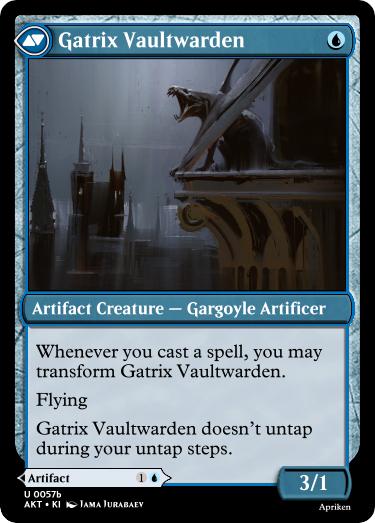 Gatrix Vaultwarden
Artifact Creature — Gargoyle Artificer
Whenever you cast a spell, you may
transform Gatrix Vaultwarden.
Flying
Gatrix Vaultwarden doesn't untap
during your untap steps.
Artifact 1
3/1
U 0057b
AKT • KI Jama Jurabaev
Apriken